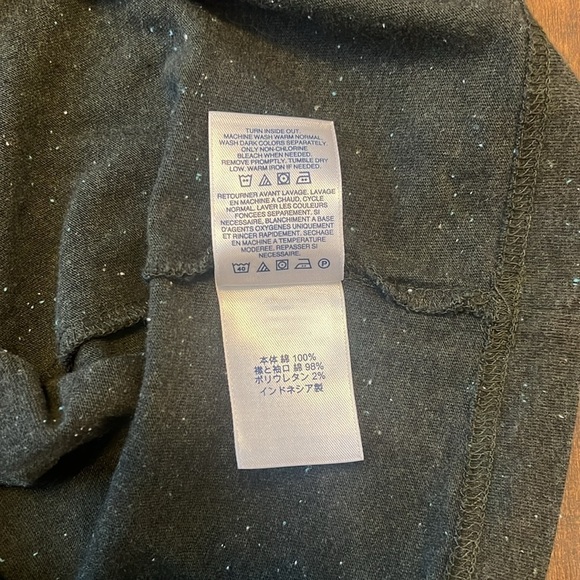 TURN INSIDE OUT.
MACHINE WASH WARM NORMAL.
WASH DARK COLORS SEPARATELY
ONLY NON-CHLORINE
BLEACH WHEN NEEDED.
REMOVE PROMPTLY. TUMBLE DRY
LOW. WARM IRON IF NECESSARY.
RETOURNER AVANT LAVAGE. LAVAGE
EN MACHINE A CHAUD, CYCLE
NORMAL. LAVER LES COULEURS
FONCEES SEPAREMENT. SI
NECESSAIRE, BLANCHIMENT A BASE
D'AGENTS OXYGENES UNIQUEMENT
ET RINCER RAPIDEMENT. SECHAGE
EN MACHINE A TEMPERATURE
MODEREE. REPASSER SI
NECESSAIRE.
40 P
本体 綿 100%
襟と袖口 綿 98%
ポリウレタン 2%
インドネシア製